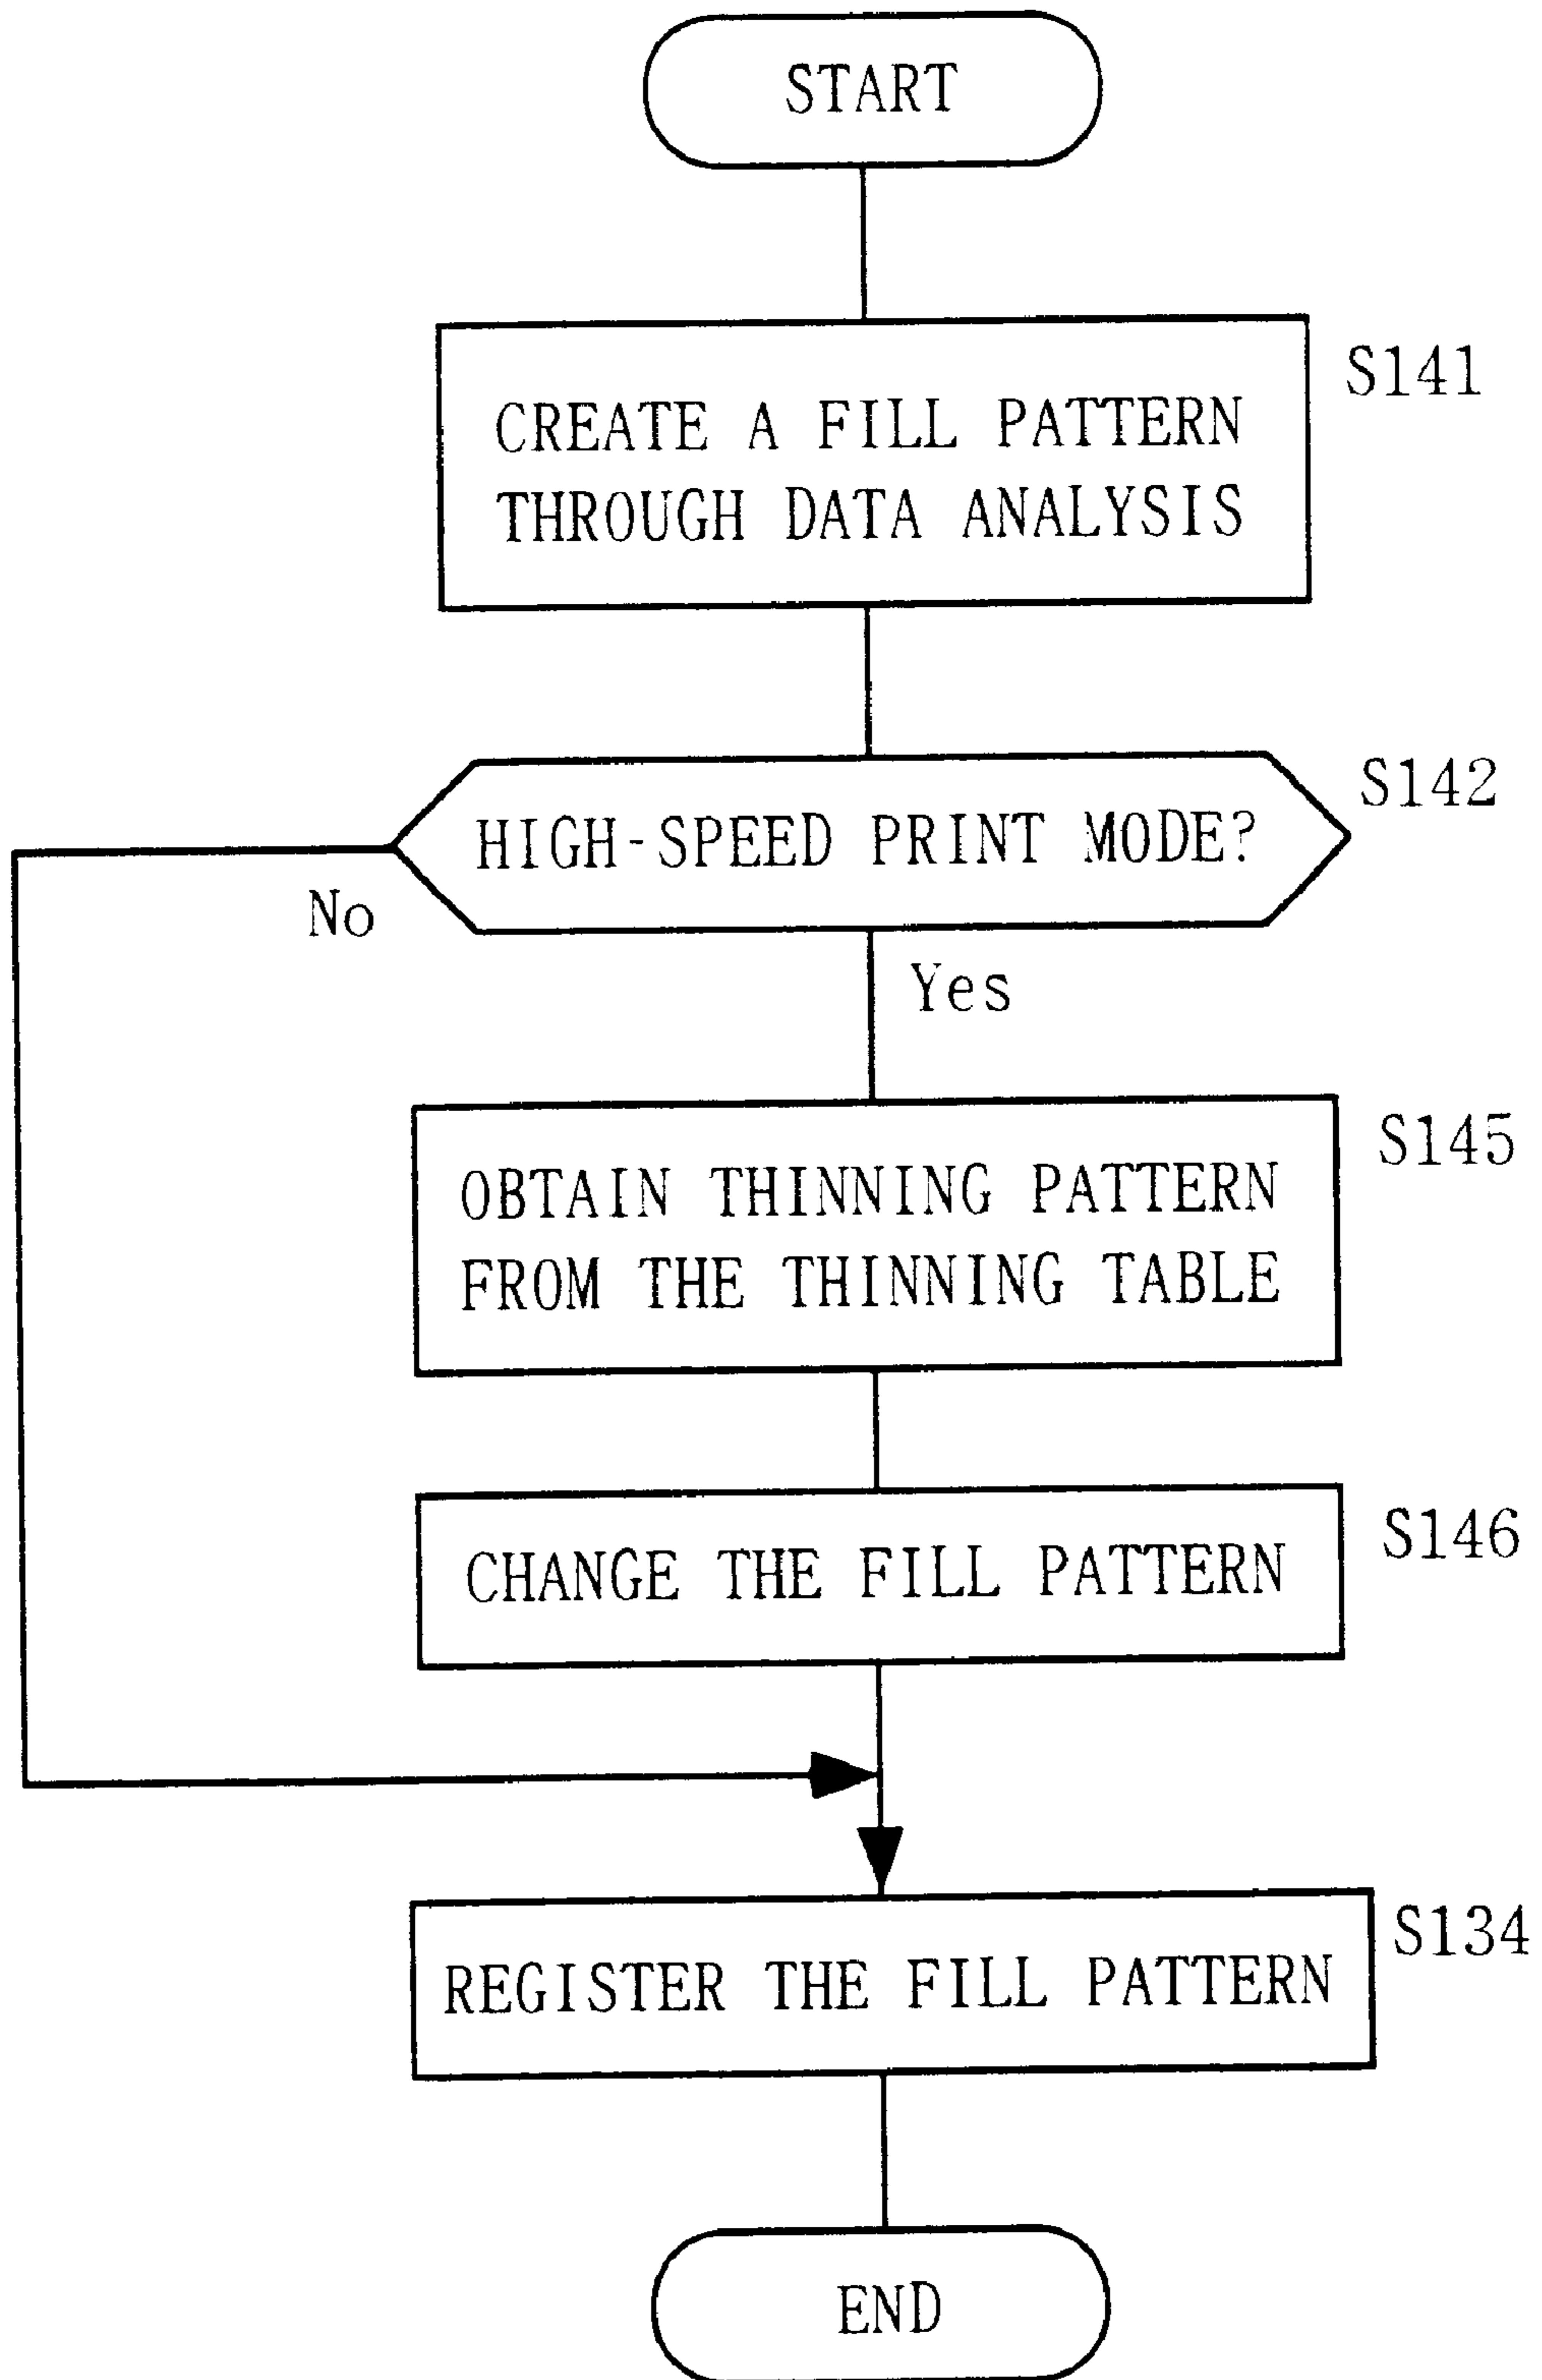 START
S141
CREATE A FILL PATTERN
THROUGH DATA ANALYSIS
S142
HIGH-SPEED PRINT MODE?
No
Yes
S145
OBTAIN THINNING PATTERN
FROM THE THINNING TABLE
S146
CHANGE THE FILL PATTERN
S134
REGISTER THE FILL PATTERN
END